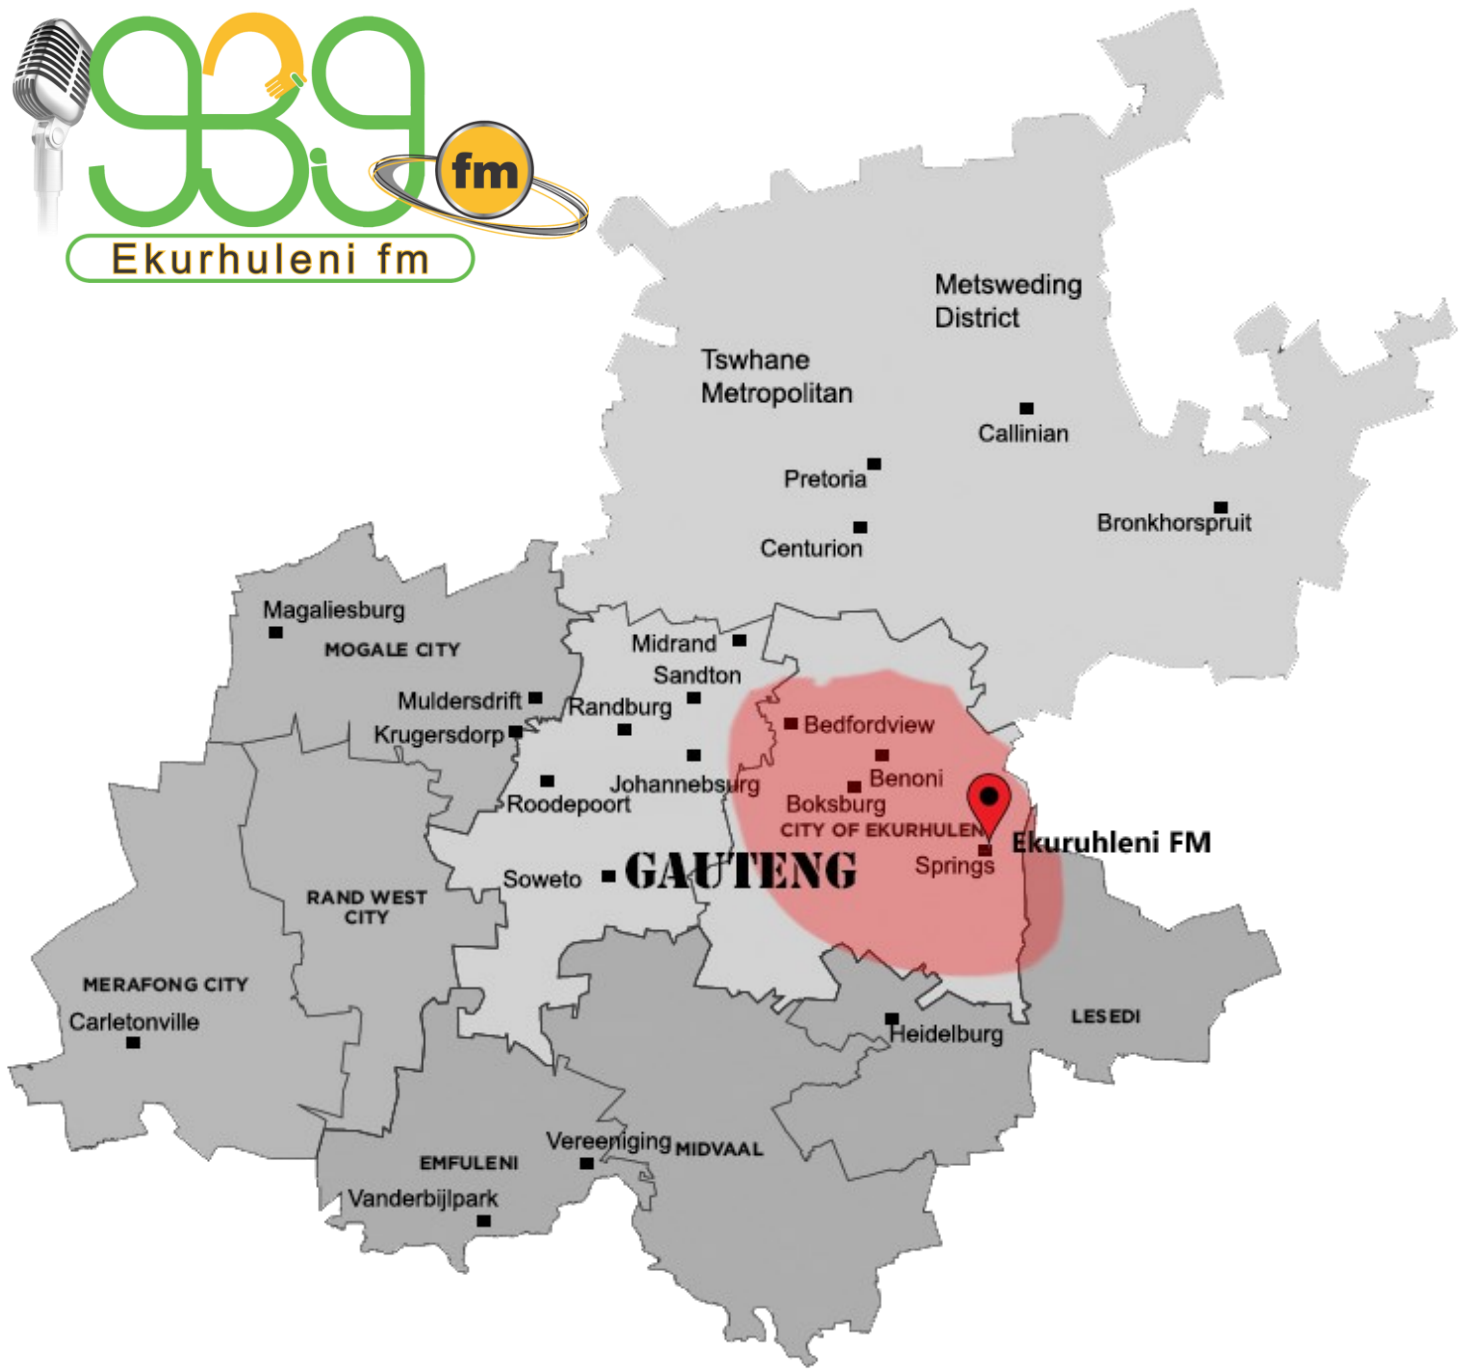 93.9
fm
Ekurhuleni fm
Metsweding
District
Tswhane
Metropolitan
Callinian
Pretoria
Bronkhorspruit
Centurion
Magaliesburg
MOGALE CITY
Midrand
Sandton
Muldersdrift
Randburg
Krugersdorp
Bedfordview
Johannebsurg
Benoni
Roodepoort
Boksburg
CITY OF EKURHULEN
Ekuruhleni FM
Springs
GAUTENG
Soweto
RAND WEST
CITY
MERAFONG CITY
Carletonville
LESEDI
Heidelburg
Vereeniging
MIDVAAL
EMFULENI
Vanderbijlpark